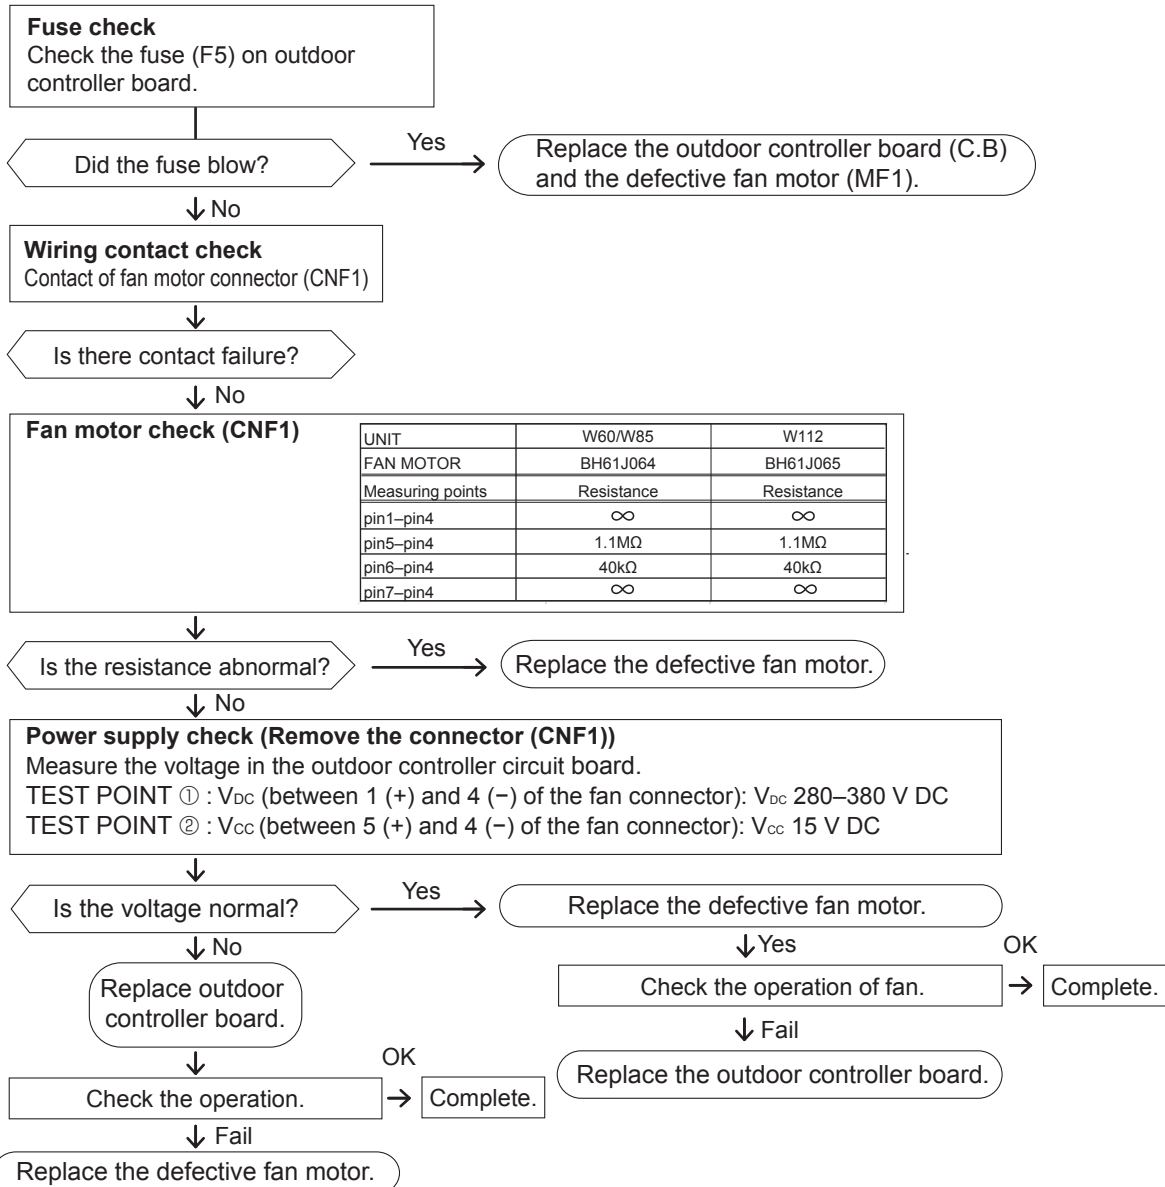 Fuse check
Check the fuse (F5) on outdoor
controller board.
Did the fuse blow?
Yes
Replace the outdoor controller board (C.B)
and the defective fan motor (MF1).
No
Wiring contact check
Contact of fan motor connector (CNF1)
Is there contact failure?
No
Fan motor check (CNF1)
UNIT W60/W85 W112
FAN MOTOR BH61J064 BH61J065
Measuring points Resistance Resistance
pin1–pin4 ∞ ∞
pin5–pin4 1.1MΩ 1.1MΩ
pin6–pin4 40kΩ 40kΩ
pin7–pin4 ∞ ∞
Is the resistance abnormal?
Yes
Replace the defective fan motor.
No
Power supply check (Remove the connector (CNF1))
Measure the voltage in the outdoor controller circuit board.
TEST POINT ① : VDC (between 1 (+) and 4 (−) of the fan connector): VDC 280–380 V DC
TEST POINT ② : VCC (between 5 (+) and 4 (−) of the fan connector): Vcc 15 V DC
Is the voltage normal?
Yes
Replace the defective fan motor.
Yes
Check the operation of fan.
OK
Complete.
Fail
Replace the outdoor controller board.
No
Replace outdoor
controller board.
Check the operation.
OK
Complete.
Fail
Replace the defective fan motor.